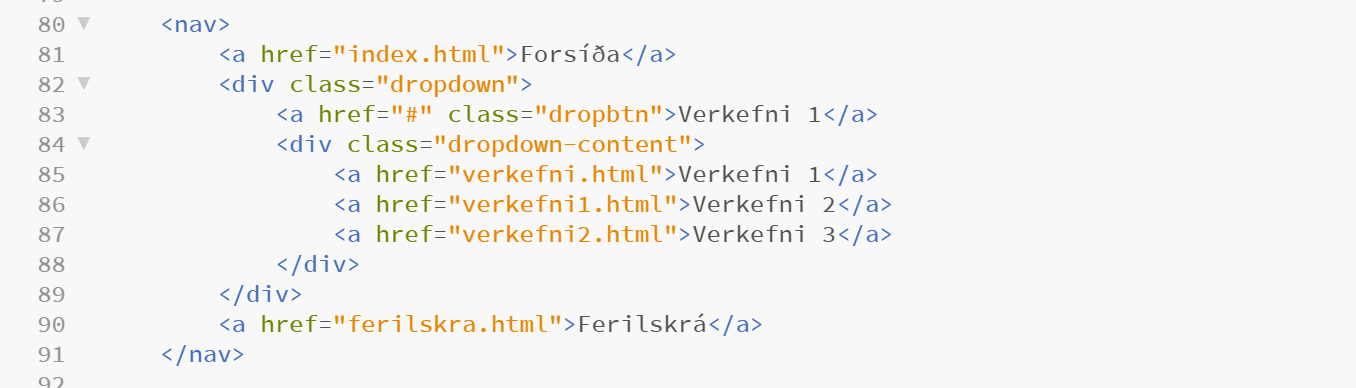 80 <nav>
81 <a href="index.html">Forsíða</a>
82 <div class="dropdown">
83 <a href="#" class="dropbtn">Verkefni 1</a>
84 <div class="dropdown-content">
85 <a href="verkefni.html">Verkefni 1</a>
86 <a href="verkefni1.html">Verkefni 2</a>
87 <a href="verkefni2.html">Verkefni 3</a>
88 </div>
89 </div>
90 <a href="ferilskra.html">Ferilskrá</a>
91 </nav>
92